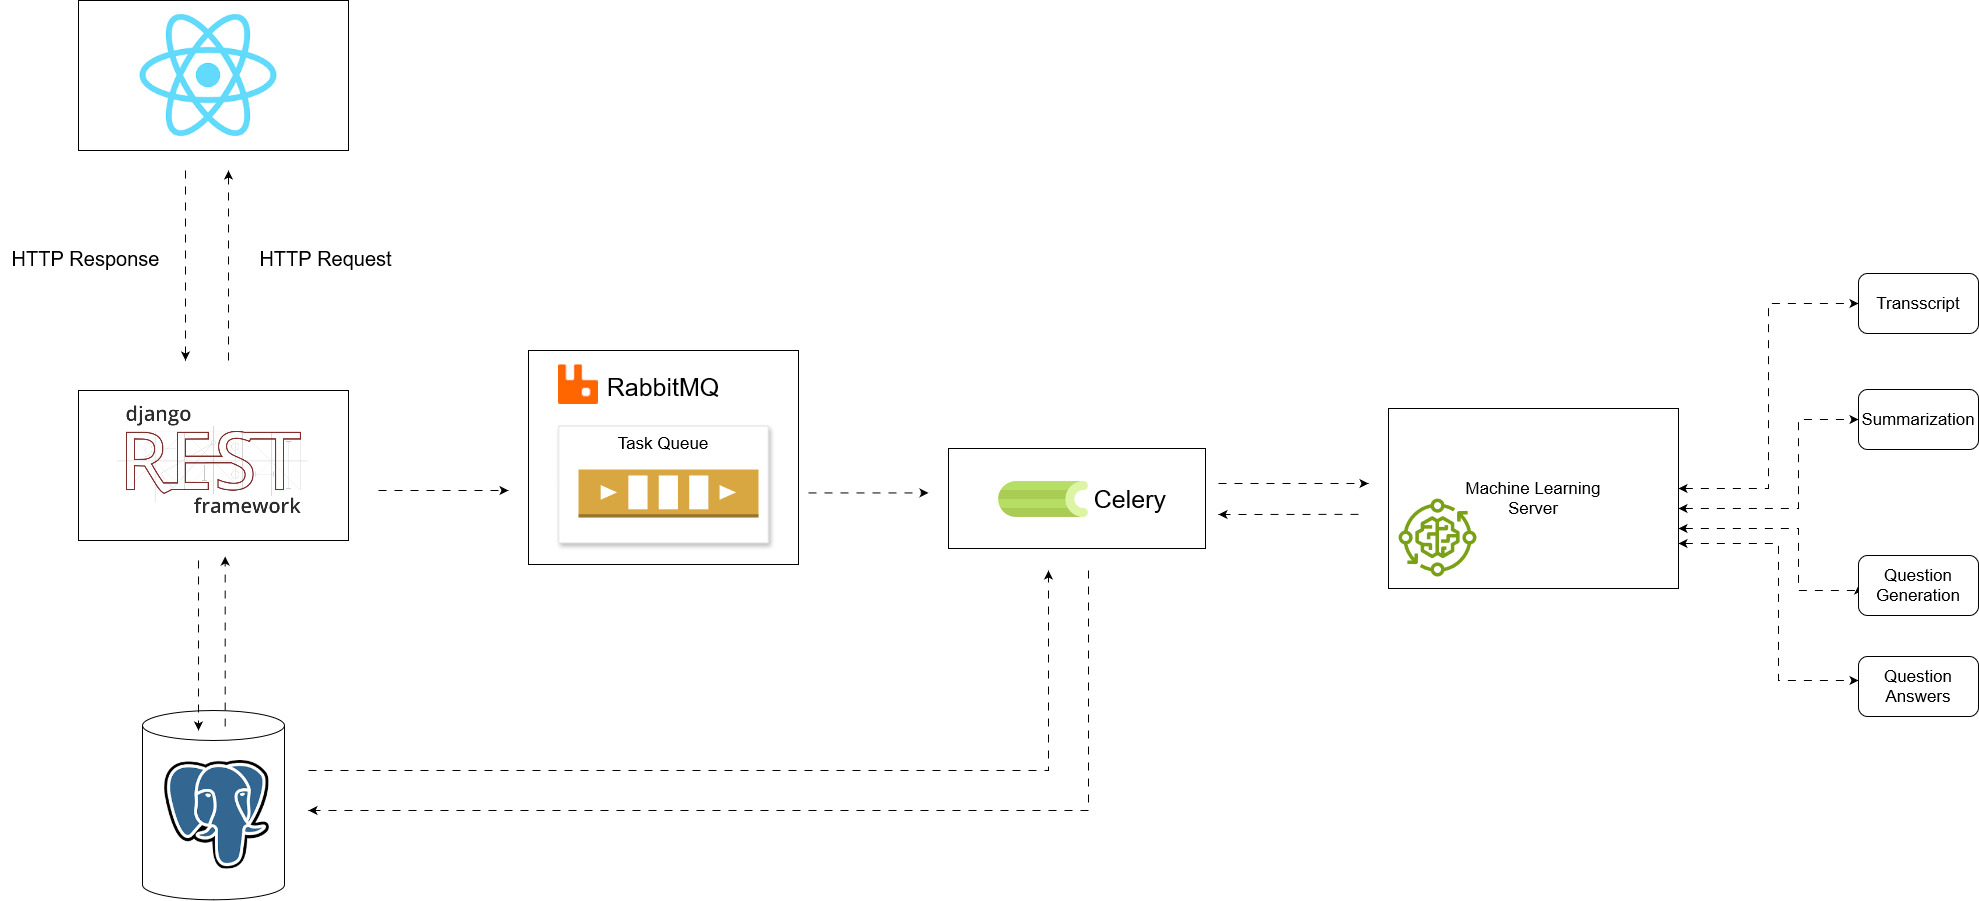 HTTP Response
HTTP Request
django
REST
framework
RabbitMQ
Task Queue
Celery
Machine Learning
Server
Transscript
Summarization
Question
Generation
Question
Answers